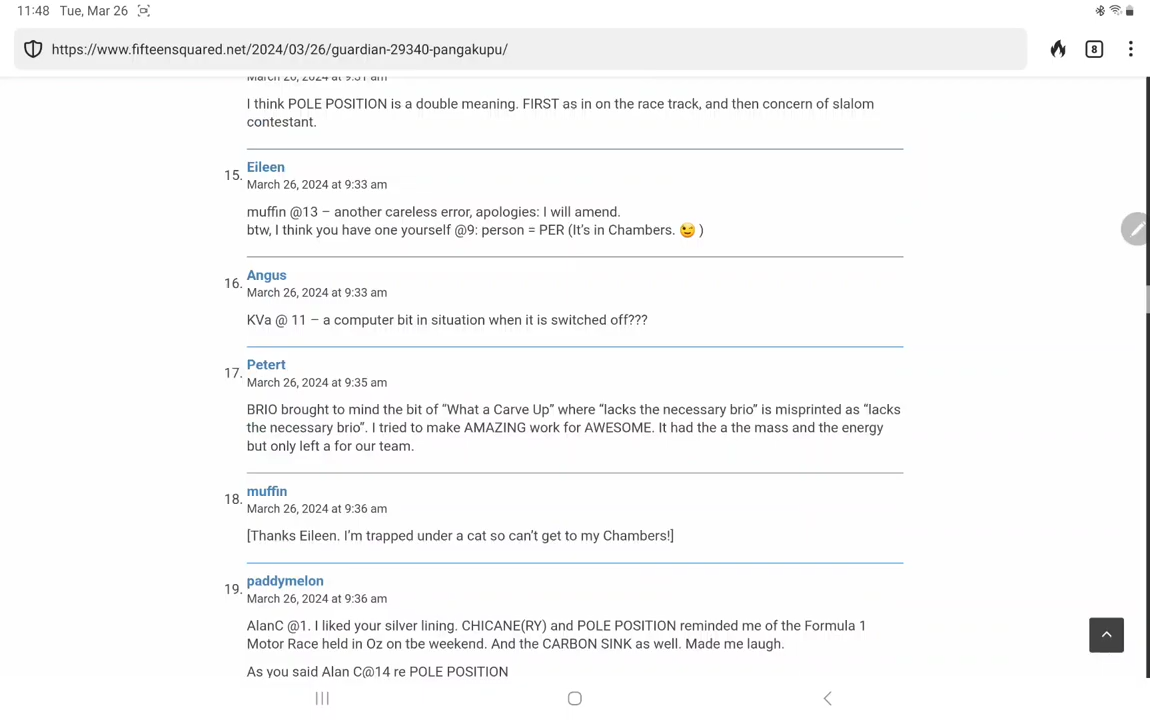 11:48 Tue, Mar 26
https://www.fifteensquared.net/2024/03/26/guardian-29340-pangakupu/
8
March 26, 2024 at 9:31 am
I think POLE POSITION is a double meaning. FIRST as in on the race track, and then concern of slalom
contestant.
15. Eileen
March 26, 2024 at 9:33 am
muffin @13 – another careless error, apologies: I will amend.
btw, I think you have one yourself @9: person = PER (It’s in Chambers. 😉 )
16. Angus
March 26, 2024 at 9:33 am
KVa @ 11 – a computer bit in situation when it is switched off???
17. Petert
March 26, 2024 at 9:35 am
BRIO brought to mind the bit of “What a Carve Up” where “lacks the necessary brio” is misprinted as “lacks
the necessary brio”. I tried to make AMAZING work for AWESOME. It had the a the mass and the energy
but only left a for our team.
18. muffin
March 26, 2024 at 9:36 am
[Thanks Eileen. I’m trapped under a cat so can’t get to my Chambers!]
19. paddymelon
March 26, 2024 at 9:36 am
AlanC @1. I liked your silver lining. CHICANE(RY) and POLE POSITION reminded me of the Formula 1
Motor Race held in Oz on tbe weekend. And the CARBON SINK as well. Made me laugh.
As you said Alan C@14 re POLE POSITION